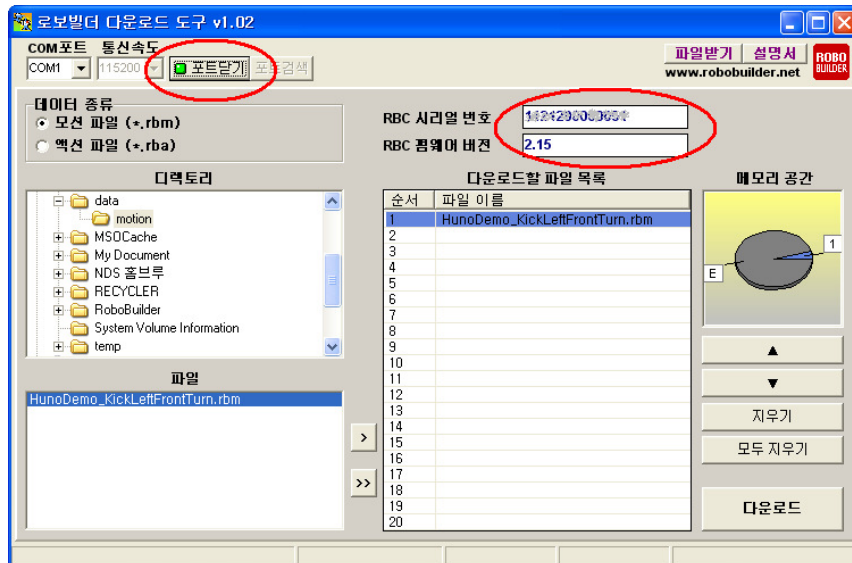 로보빌더 다운로드 도구 v1.02
COM포트 통신속도
COM1 115200 포트닫기 포트검색
파일받기 설명서
www.robobuilder.net
ROBO
BUILDER
데이터 종류
모션 파일 (*.rbm)
액션 파일 (*.rba)
RBC 시리얼 번호
RBC 펌웨어 버전 2.15
디렉토리
data
motion
MSOCache
My Document
NDS 홈브루
RECYCLER
RoboBuilder
System Volume Information
temp
파일
HunoDemo_KickLeftFrontTurn.rbm
>
>>
다운로드할 파일 목록
순서 파일 이름
1 HunoDemo_KickLeftFrontTurn.rbm
2
3
4
5
6
7
8
9
10
11
12
13
14
15
16
17
18
19
20
메모리 공간
1
E
▲
▼
지우기
모두 지우기
다운로드